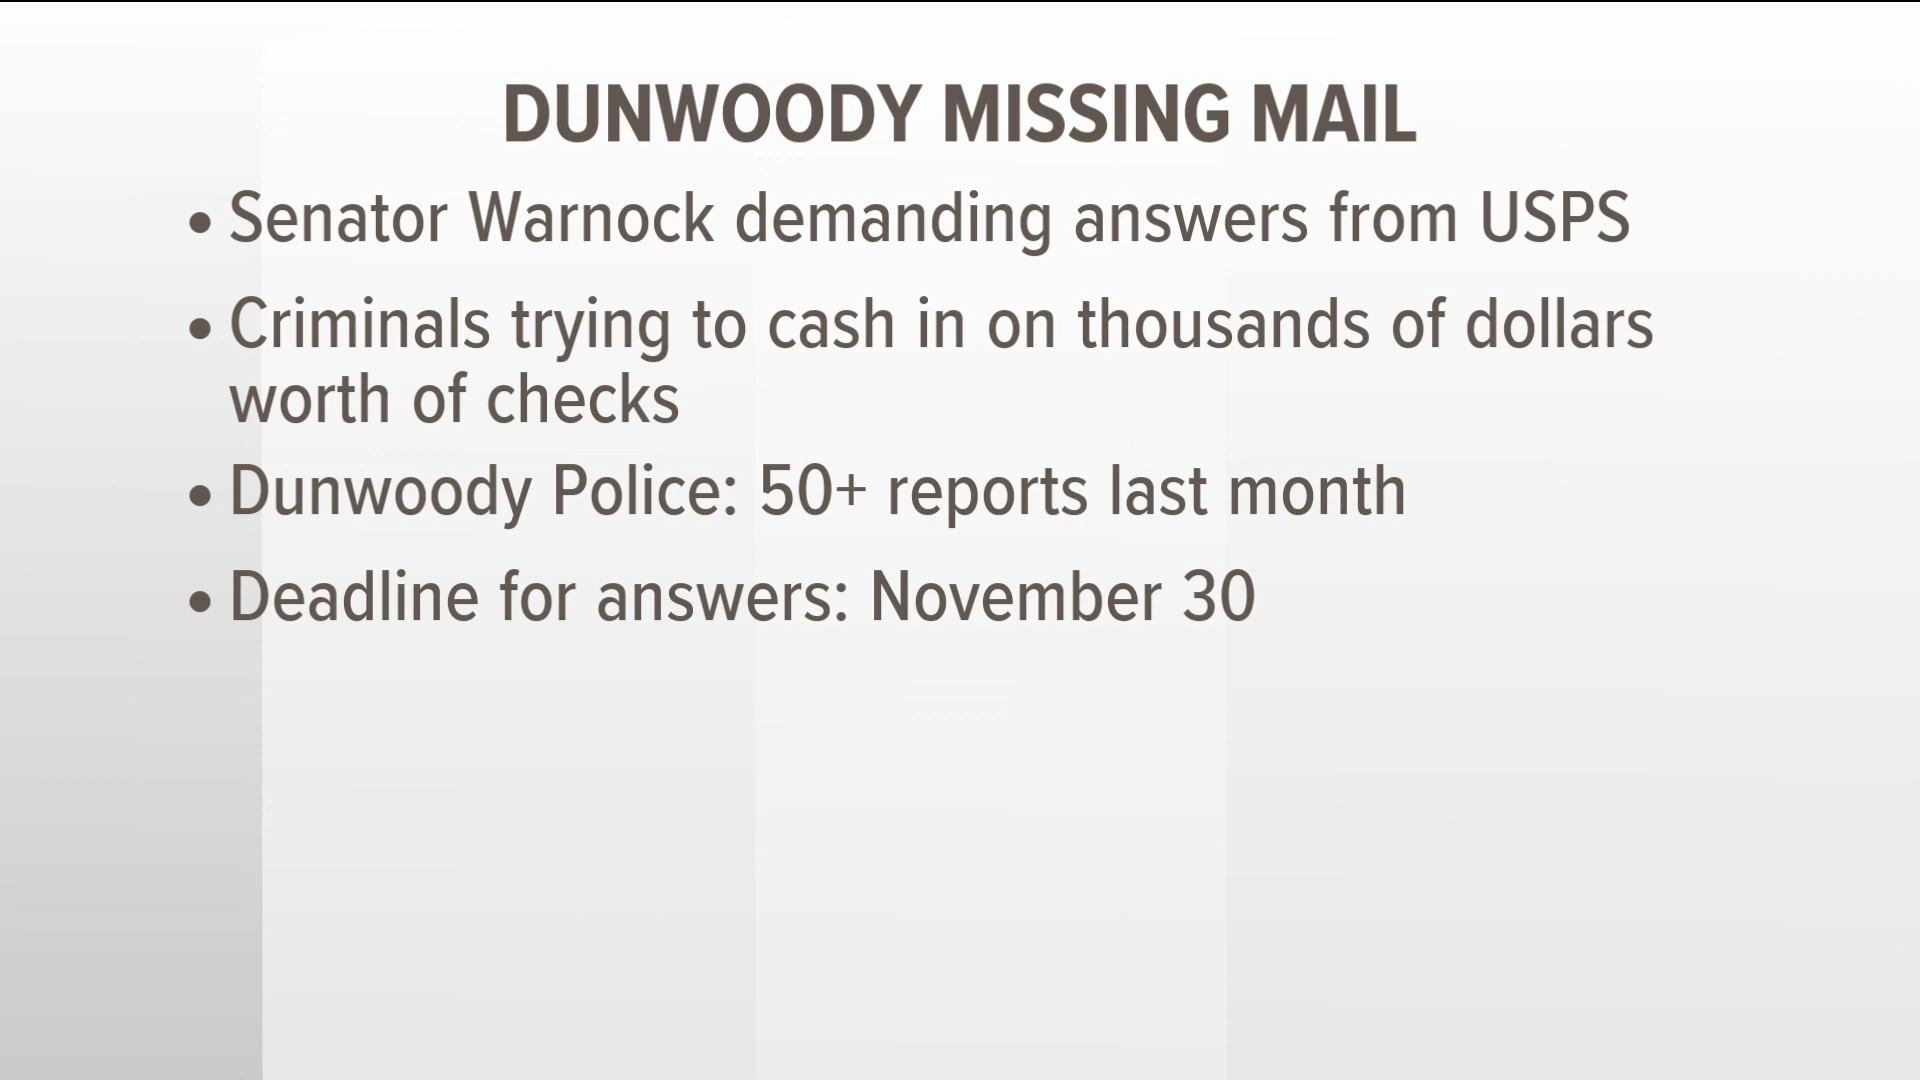 DUNWOODY MISSING MAIL
• Senator Warnock demanding answers from USPS
• Criminals trying to cash in on thousands of dollars
worth of checks
• Dunwoody Police: 50+ reports last month
• Deadline for answers: November 30